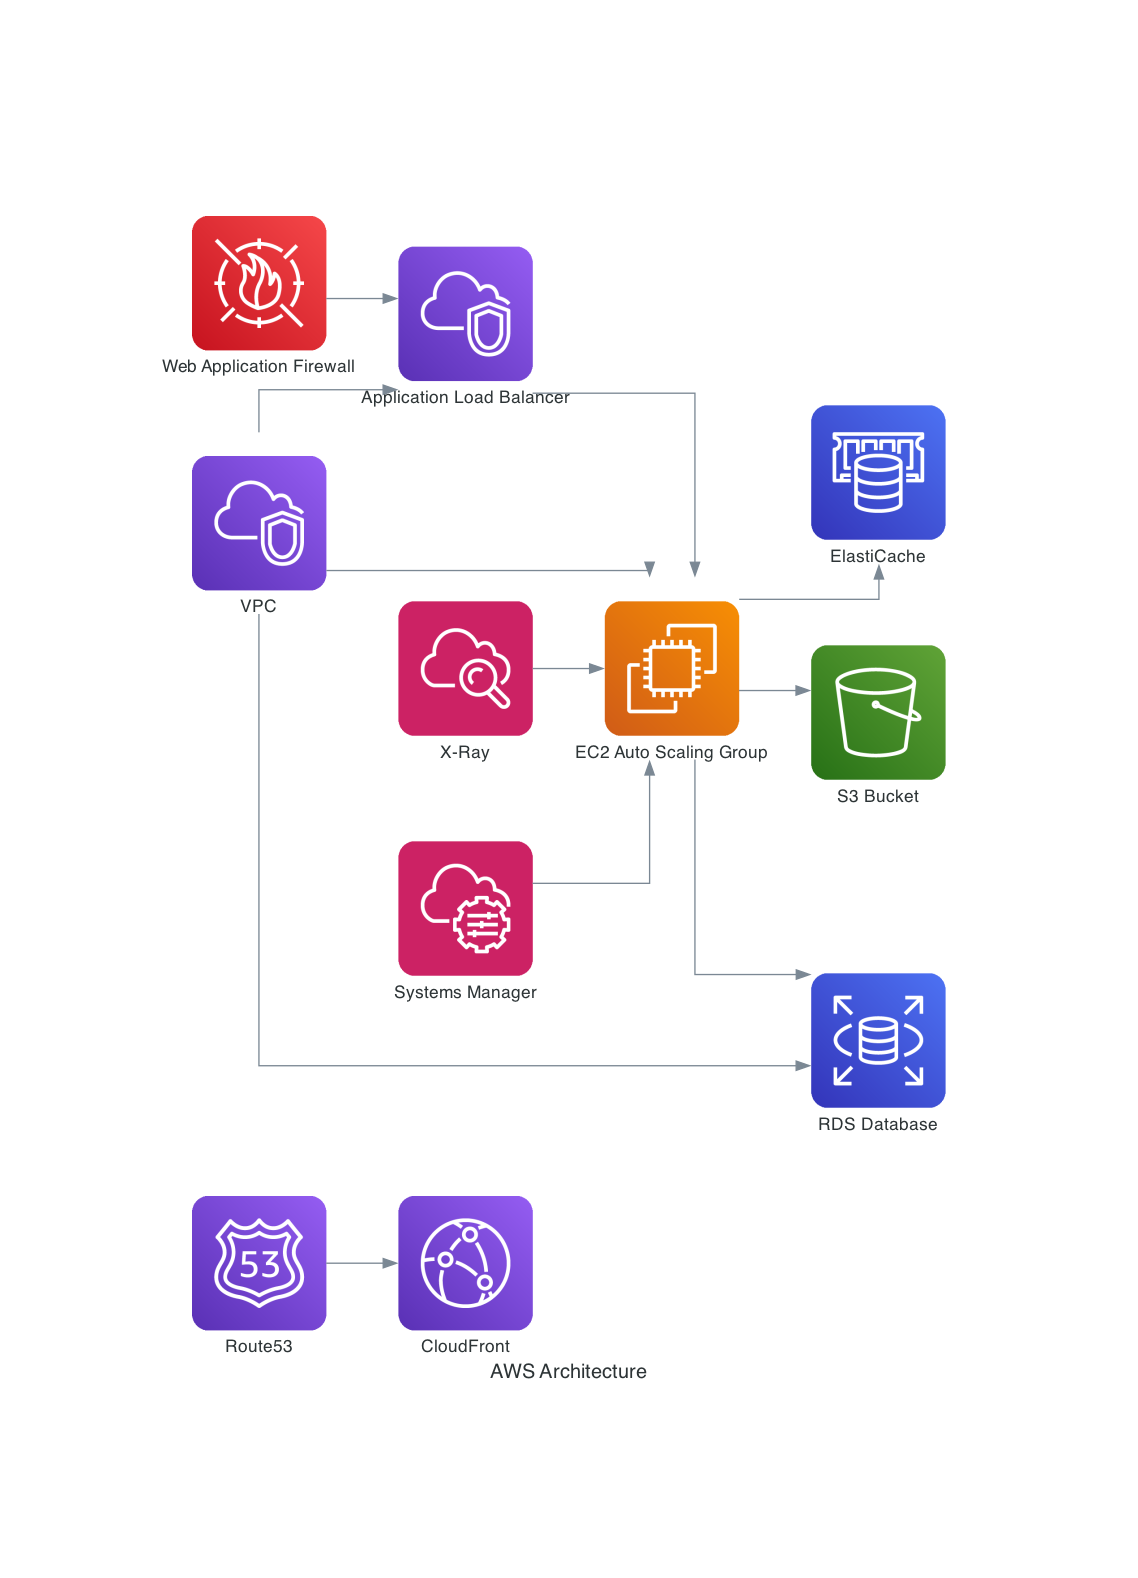 Web Application Firewall
Application Load Balancer
ElastiCache
VPC
X-Ray
EC2 Auto Scaling Group
S3 Bucket
Systems Manager
RDS Database
53
Route53
CloudFront
AWS Architecture